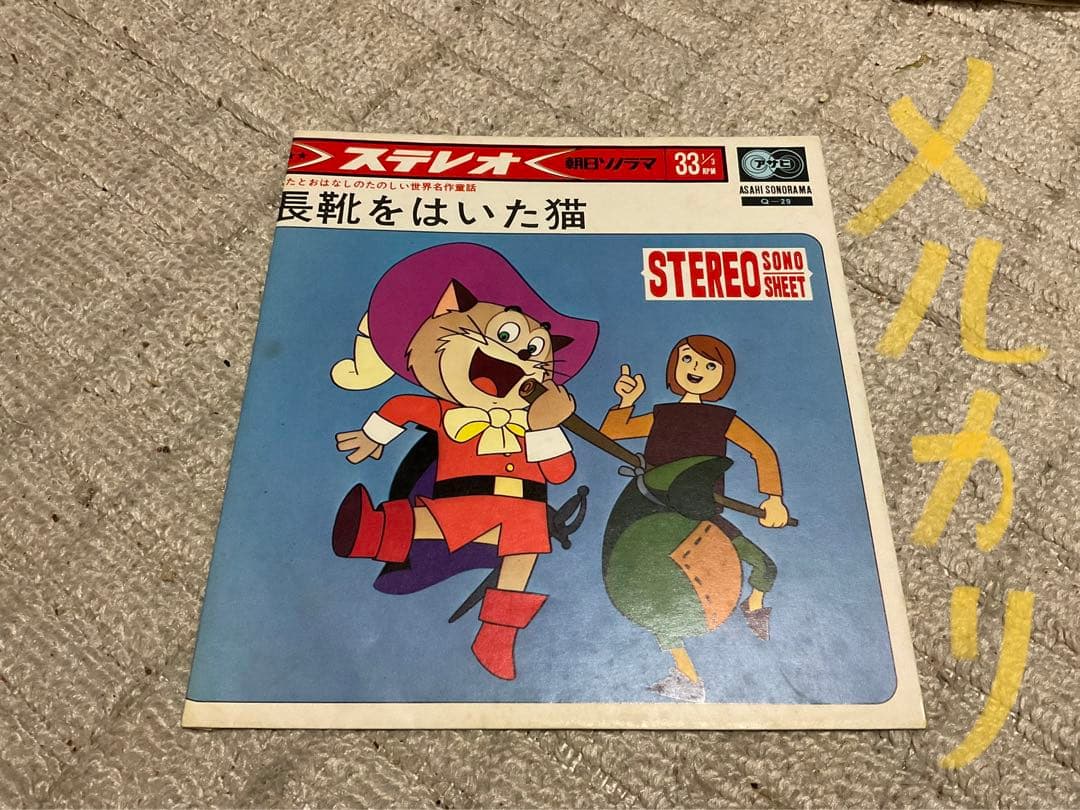 ステレオ
朝日ソノラマ
33 1/3 RPM
アサヒ
ASAHI SONORAMA
Q-29
たとおはなしのたのしい世界名作童話
長靴をはいた猫
STEREO SONO SHEET
メルカリ